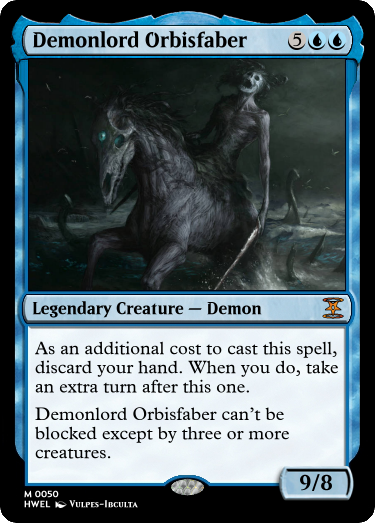 Demonlord Orbisfaber 5
Legendary Creature — Demon
As an additional cost to cast this spell,
discard your hand. When you do, take
an extra turn after this one.
Demonlord Orbisfaber can't be
blocked except by three or more
creatures.
9/8
M 0050
HWEL Vulpes-Ibculta